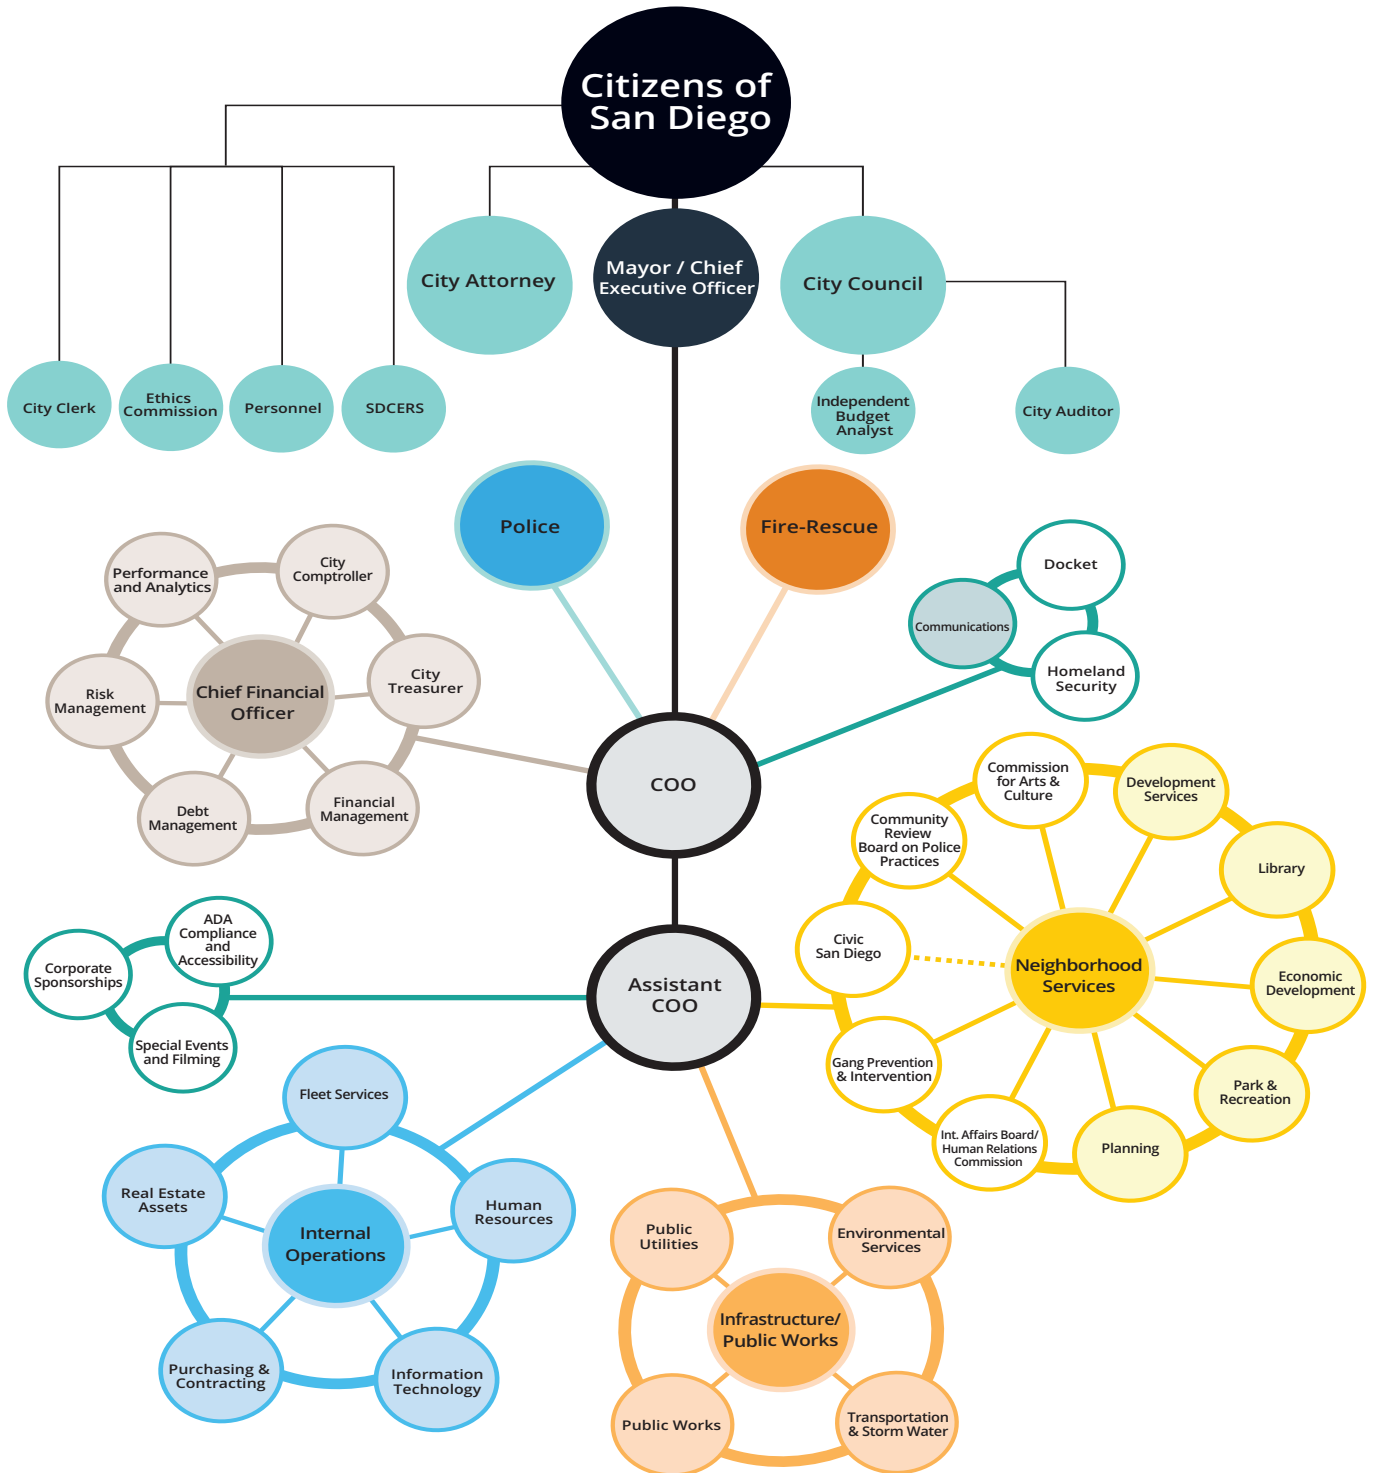 Citizens of
San Diego
City Attorney
Mayor / Chief
Executive Officer
City Council
City Clerk
Ethics
Commission
Personnel
SDCERS
Independent
Budget
Analyst
City Auditor
Police
Fire-Rescue
Performance
and Analytics
City
Comptroller
Risk
Management
Chief Financial
Officer
City
Treasurer
Debt
Management
Financial
Management
Docket
Communications
Homeland
Security
COO
Commission
for Arts &
Culture
Development
Services
Community
Review
Board on Police
Practices
Library
Civic
San Diego
Neighborhood
Services
Economic
Development
Gang Prevention
& Intervention
Park &
Recreation
Int. Affairs Board/
Human Relations
Commission
Planning
ADA
Compliance
and
Accessibility
Corporate
Sponsorships
Special Events
and Filming
Assistant
COO
Fleet Services
Real Estate
Assets
Human
Resources
Internal
Operations
Purchasing &
Contracting
Information
Technology
Public
Utilities
Environmental
Services
Infrastructure/
Public Works
Public Works
Transportation
& Storm Water